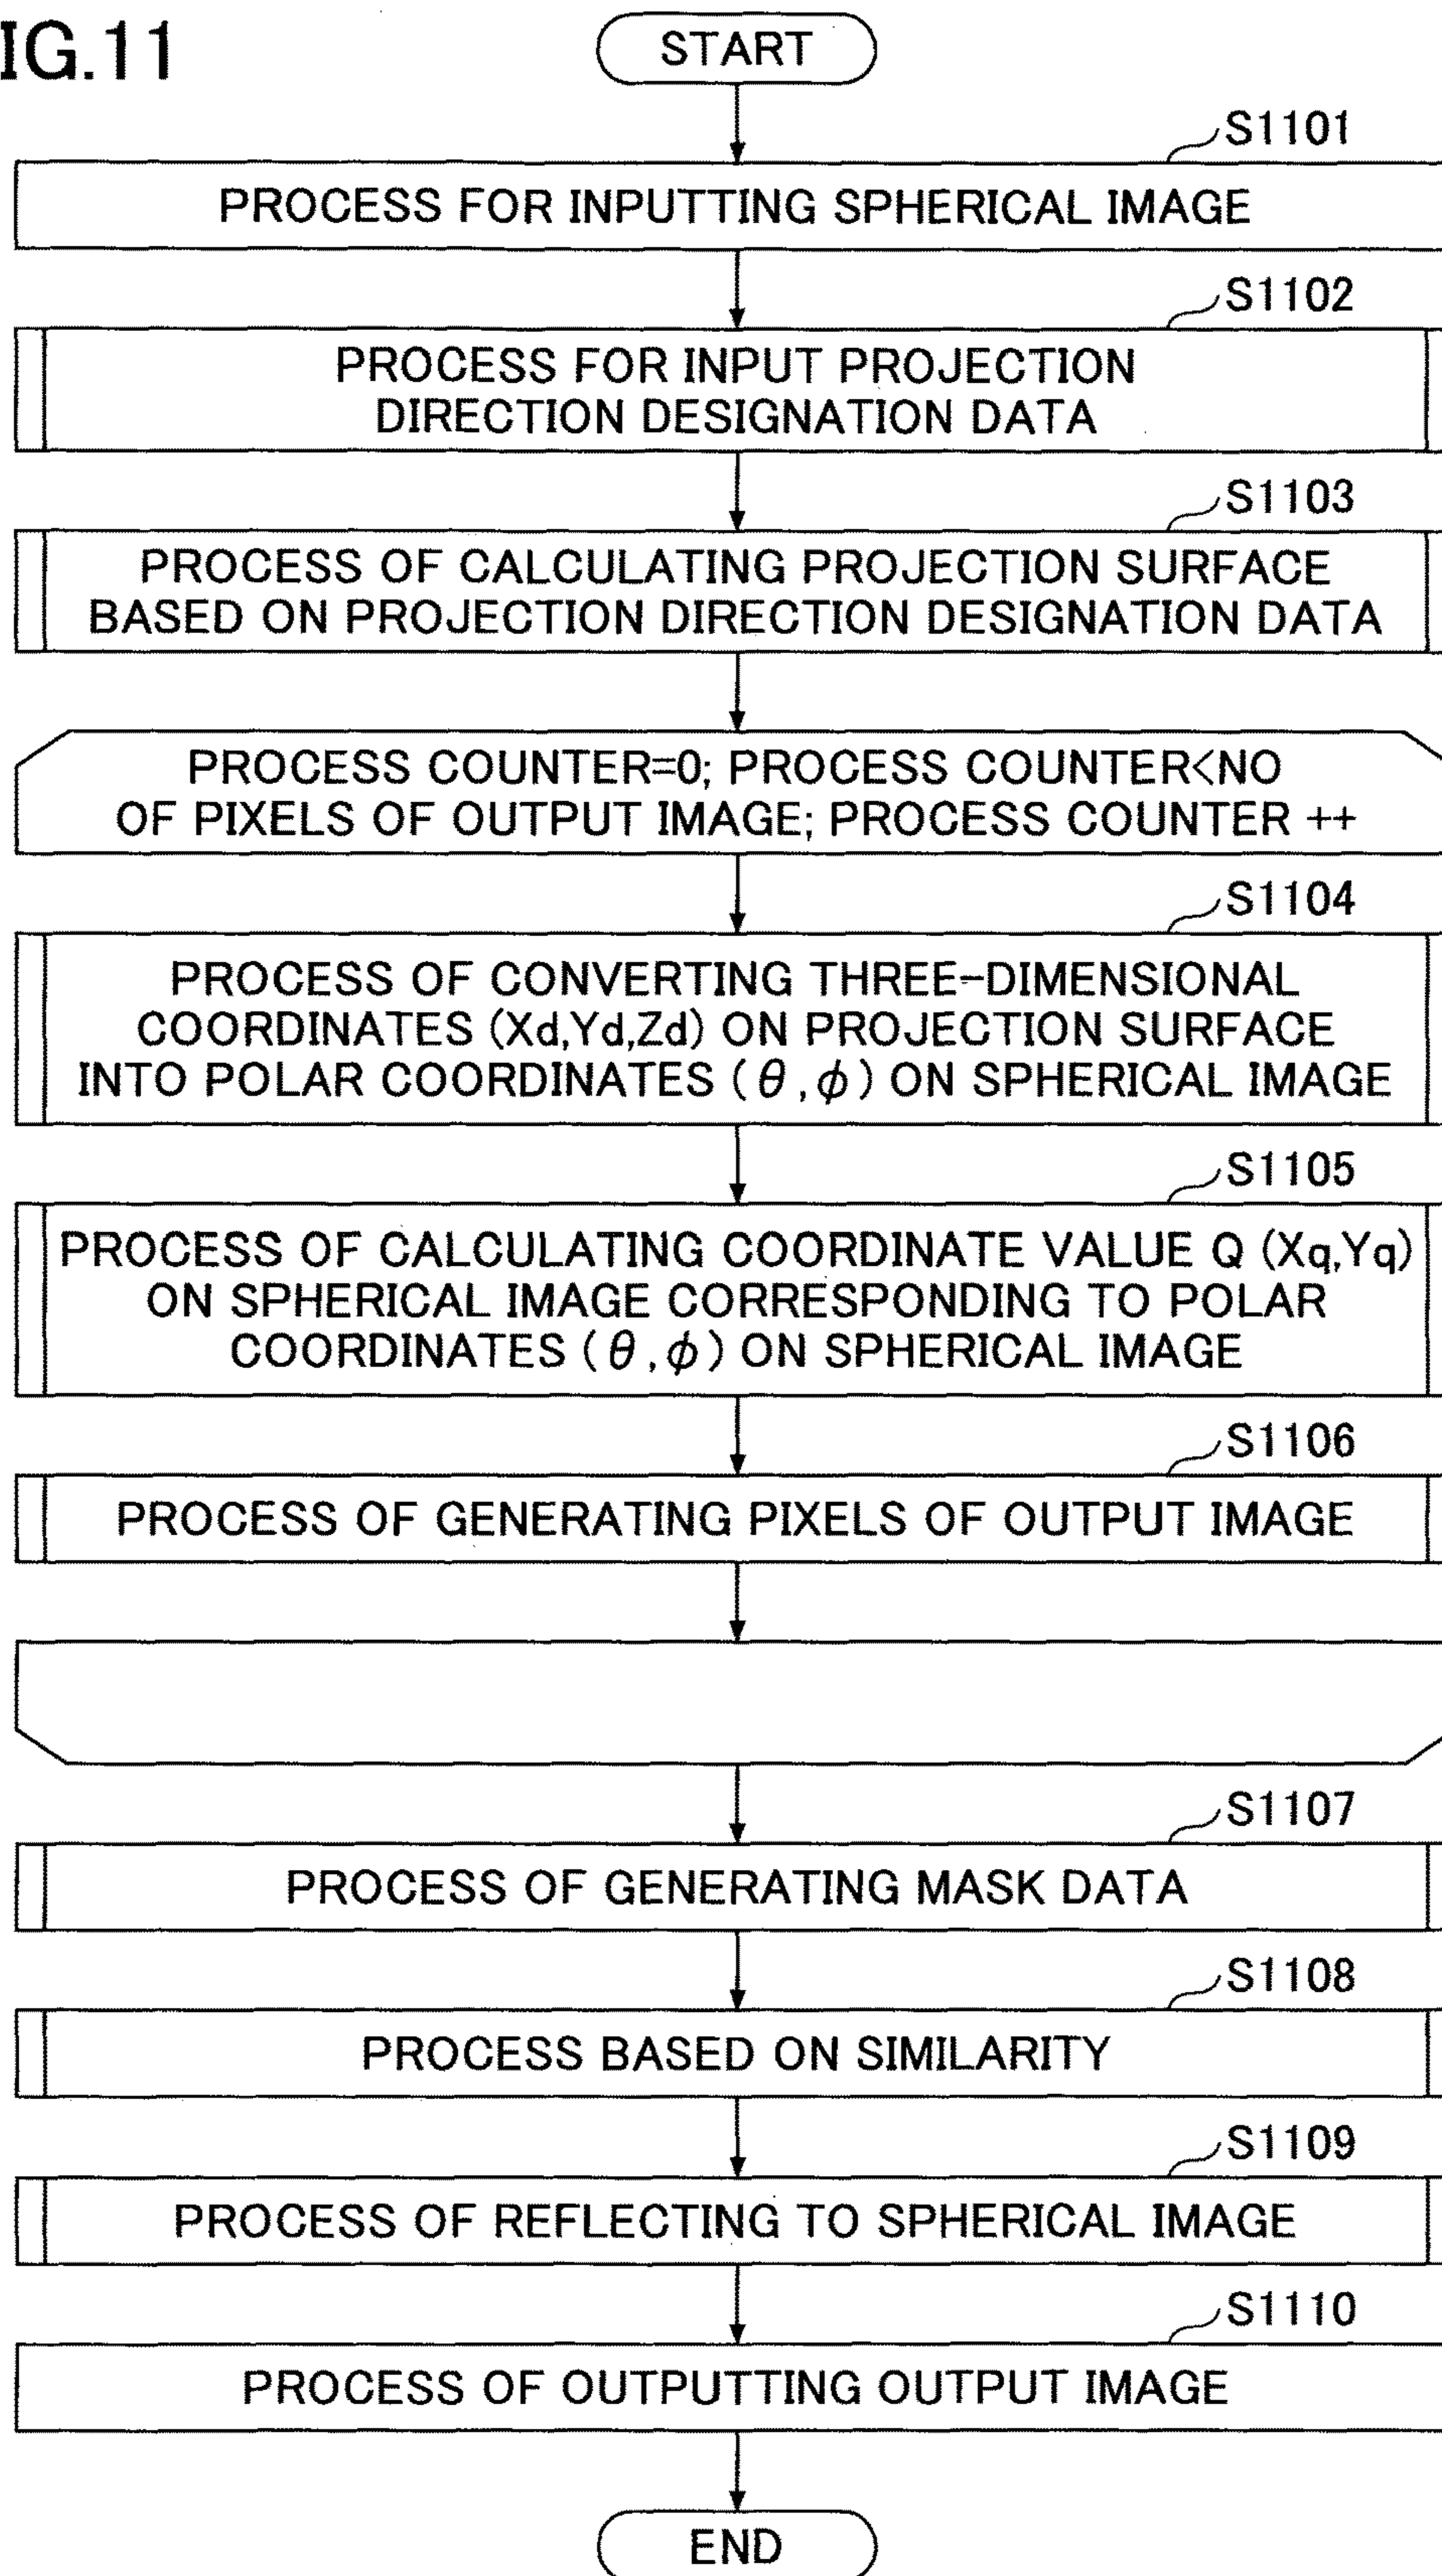 IG.11
START
S1101
PROCESS FOR INPUTTING SPHERICAL IMAGE
S1102
PROCESS FOR INPUT PROJECTION
DIRECTION DESIGNATION DATA
S1103
PROCESS OF CALCULATING PROJECTION SURFACE
BASED ON PROJECTION DIRECTION DESIGNATION DATA
PROCESS COUNTER=0; PROCESS COUNTER<NO
OF PIXELS OF OUTPUT IMAGE; PROCESS COUNTER ++
S1104
PROCESS OF CONVERTING THREE-DIMENSIONAL
COORDINATES (Xd,Yd,Zd) ON PROJECTION SURFACE
INTO POLAR COORDINATES (θ,ϕ) ON SPHERICAL IMAGE
S1105
PROCESS OF CALCULATING COORDINATE VALUE Q (Xq,Yq)
ON SPHERICAL IMAGE CORRESPONDING TO POLAR
COORDINATES (θ,ϕ) ON SPHERICAL IMAGE
S1106
PROCESS OF GENERATING PIXELS OF OUTPUT IMAGE
S1107
PROCESS OF GENERATING MASK DATA
S1108
PROCESS BASED ON SIMILARITY
S1109
PROCESS OF REFLECTING TO SPHERICAL IMAGE
S1110
PROCESS OF OUTPUTTING OUTPUT IMAGE
END